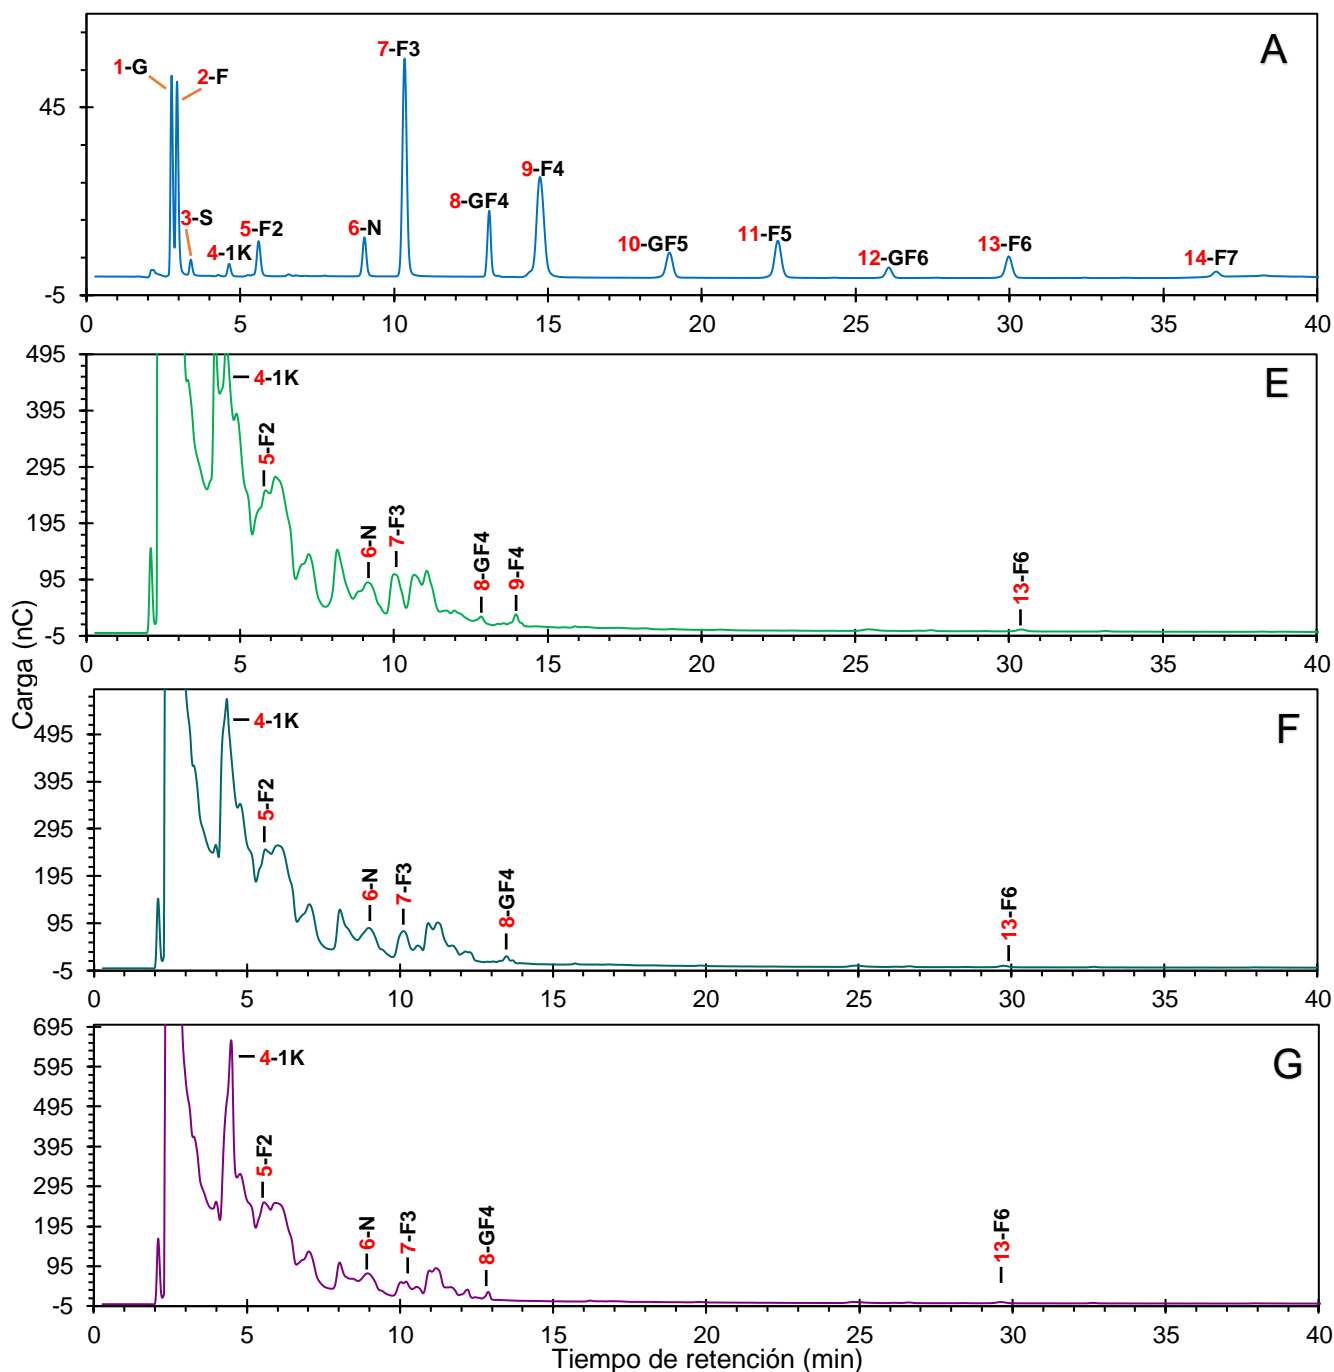 A
7-F3
1-G
2-F
45
9-F4
8-GF4
3-S
5-F2
6-N
4-1K
10-GF5
11-F5
12-GF6
13-F6
14-F7
-5
0 5 10 15 20 25 30 35 40
495
E
4-1K
395
5-F2
295
195
6-N
7-F3
8-GF4
9-F4
13-F6
95
-5
0 5 10 15 20 25 30 35 40
Carga (nC)
F
4-1K
495
395
5-F2
295
195
6-N
7-F3
8-GF4
13-F6
95
-5
0 5 10 15 20 25 30 35 40
695
G
4-1K
595
495
395
5-F2
295
195
6-N
7-F3
8-GF4
13-F6
95
-5
0 5 10 15 20 25 30 35 40
Tiempo de retención (min)